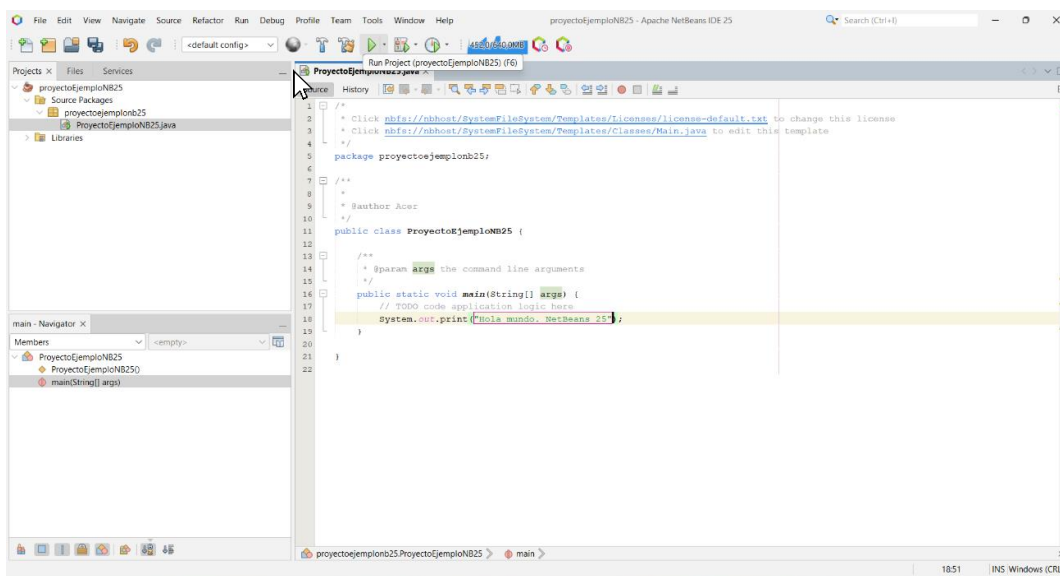 File Edit View Navigate Source Refactor Run Debug Profile Team Tools Window Help
proyectoEjemploNB25 - Apache NetBeans IDE 25
Search (Ctrl+I)
<default config>
Run Project (proyectoEjemploNB25) (F6)
Projects
Files
Services
proyectoEjemploNB25
Source Packages
proyectoejemplonb25
ProyectoEjemploNB25.java
Libraries
main - Navigator
Members
<empty>
ProyectoEjemploNB25
ProyectoEjemploNB25()
main(String[] args)
ProyectoEjemploNB25.java
History
1 /*
2 * Click nbfs://nbhost/SystemFileSystem/Templates/Licenses/license-default.txt to change this license
3 * Click nbfs://nbhost/SystemFileSystem/Templates/Classes/Main.java to edit this template
4 */
5 package proyectoejemplonb25;
6
7 /**
8 *
9 * @author Acer
10 */
11 public class ProyectoEjemploNB25 {
12
13 /**
14 * @param args the command line arguments
15 */
16 public static void main(String[] args) {
17 // TODO code application logic here
18 System.out.print("Hola mundo. NetBeans 25");
19 }
20
21 }
22
proyectoejemplonb25.ProyectoEjemploNB25
main
18:51
INS